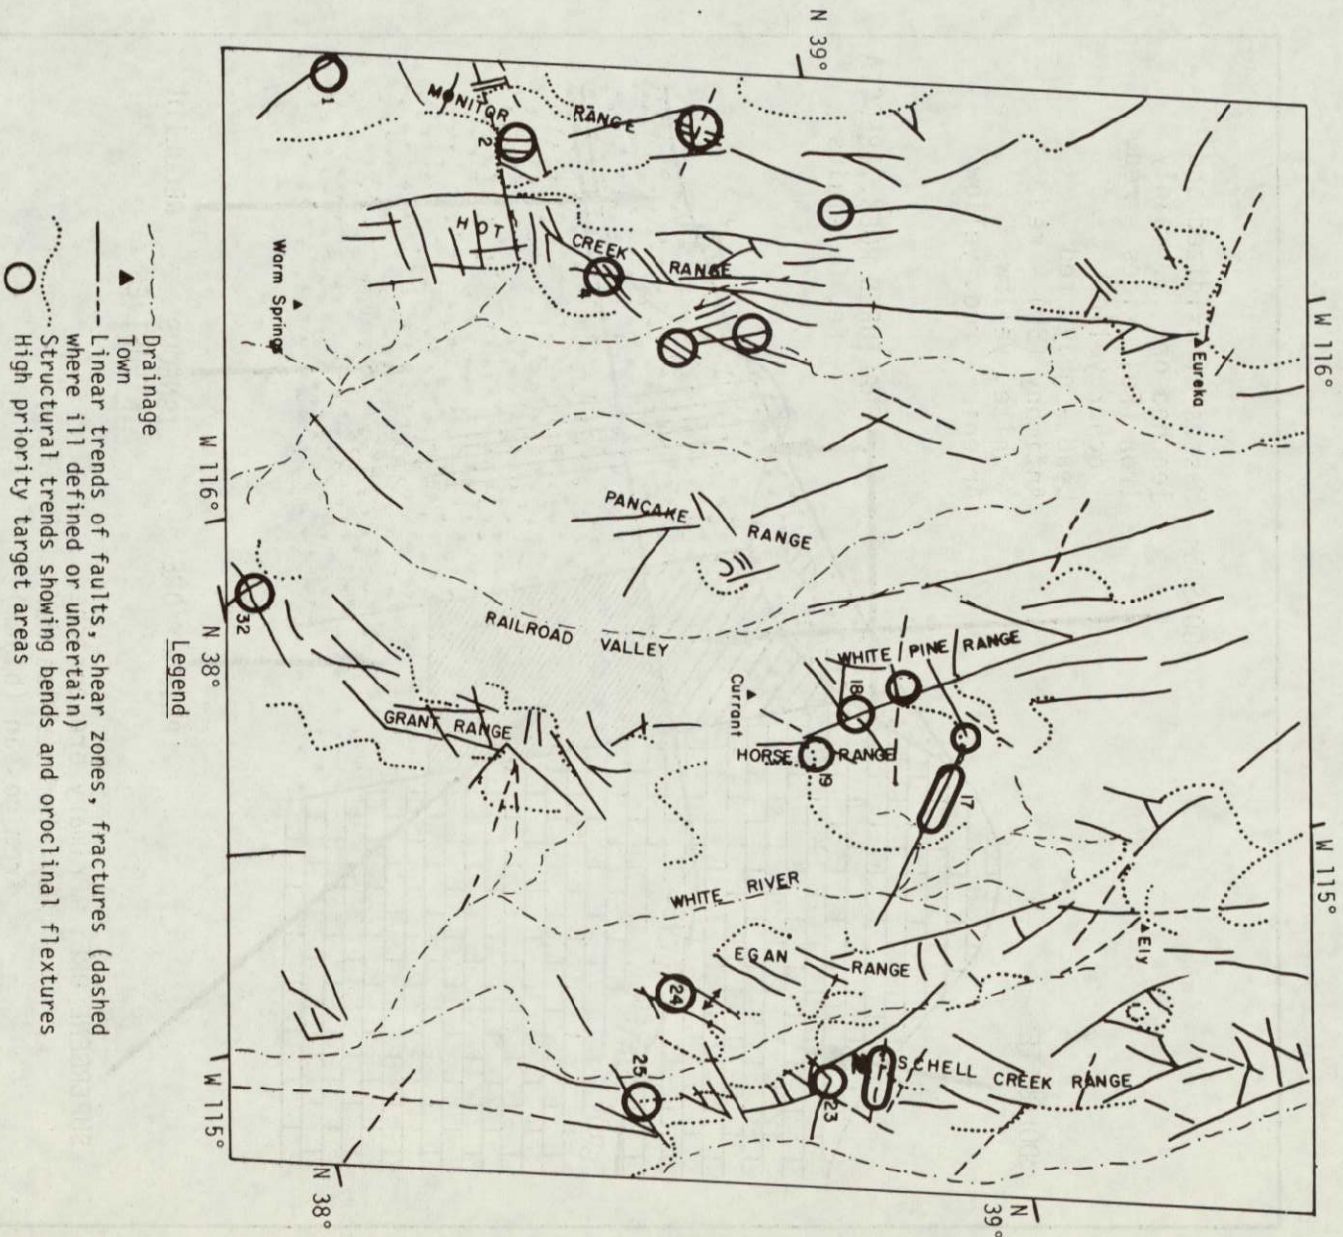 N 39°
W 116°
W 115°
N 39°
N 38°
W 115°
N 38°
W 116°
1
MONITOR RANGE
2
HOT CREEK RANGE
4
Warm Springs
Eureka
PANCAKE RANGE
RAILROAD VALLEY
32
GRANT RANGE
WHITE PINE RANGE
18
Currant
HORSE RANGE
19
17
WHITE RIVER
Ely
EGAN RANGE
24
25
23
SCHELL CREEK RANGE
Legend
Drainage
Town
Linear trends of faults, shear zones, fractures (dashed
where ill defined or uncertain)
Structural trends showing bends and oroclinal flextures
High priority target areas